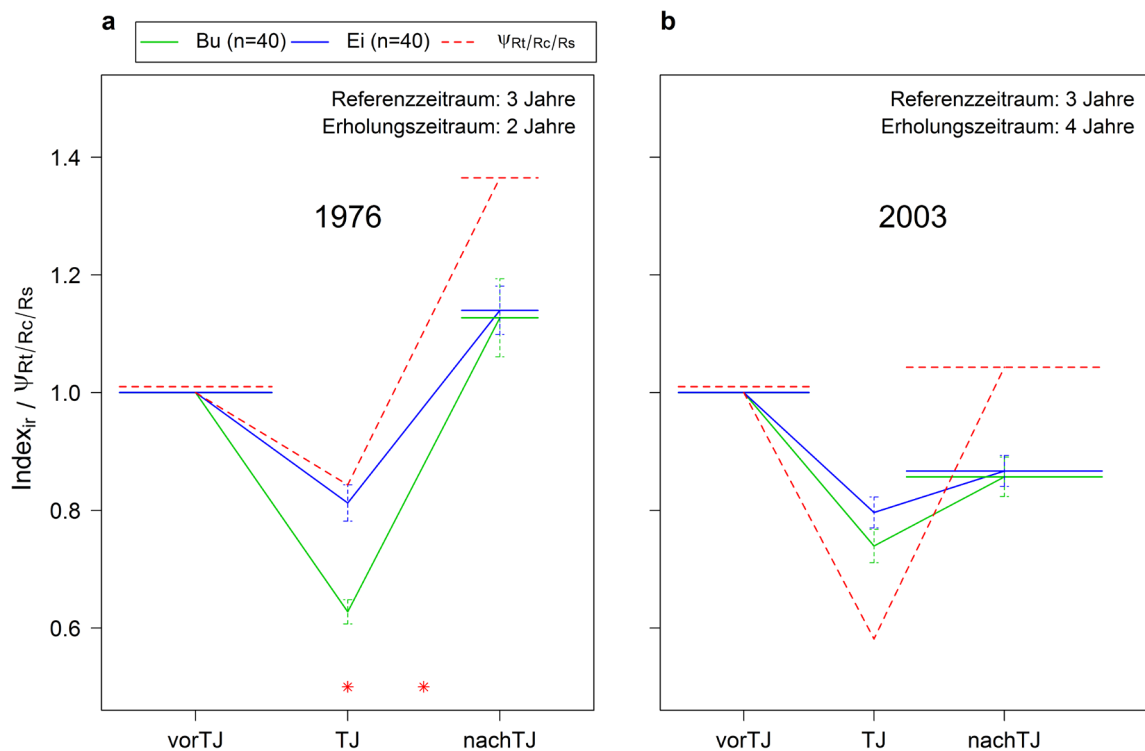 a
b
Bu (n=40)
Ei (n=40)
ΨRt/Rc/Rs
Referenzzeitraum: 3 Jahre
Erholungszeitraum: 2 Jahre
1976
Referenzzeitraum: 3 Jahre
Erholungszeitraum: 4 Jahre
2003
Index_ir / ΨRt/Rc/Rs
1.4
1.2
1.0
0.8
0.6
* *
vorTJ TJ nachTJ
vorTJ TJ nachTJ